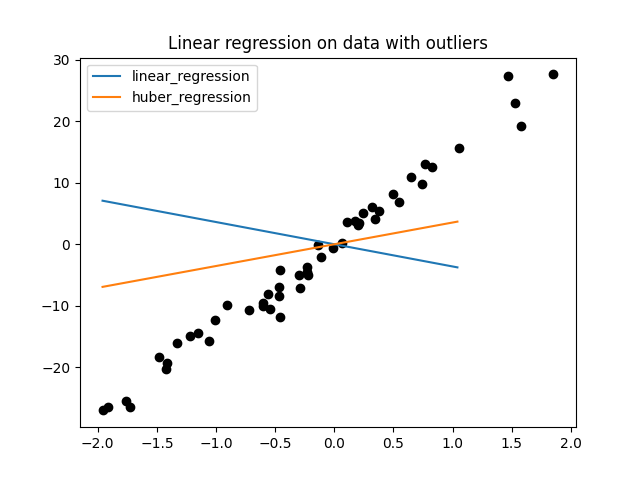 Linear regression on data with outliers
linear_regression
huber_regression
30
20
10
0
−10
−20
−2.0 −1.5 −1.0 −0.5 0.0 0.5 1.0 1.5 2.0